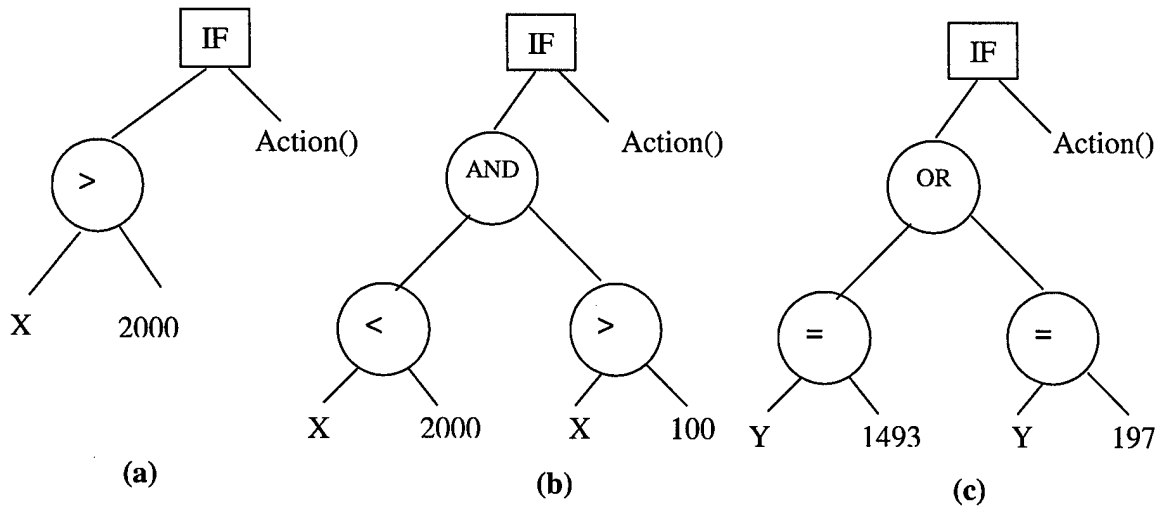 IF
Action()
>
X 2000
(a)
IF
Action()
AND
< >
X 2000 X 100
(b)
IF
Action()
OR
= =
Y 1493 Y 197
(c)